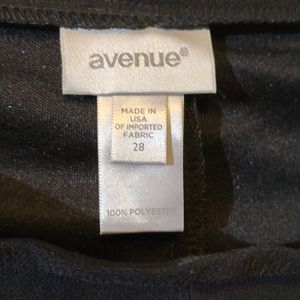 avenue®
MADE IN
USA
OF IMPORTED
FABRIC
28
100% POLYESTER